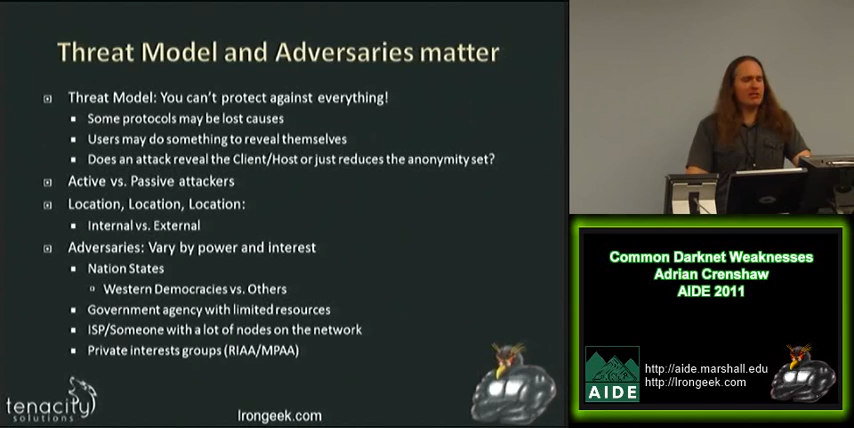 Threat Model and Adversaries matter
Threat Model: You can't protect against everything!
Some protocols may be lost causes
Users may do something to reveal themselves
Does an attack reveal the Client/Host or just reduces the anonymity set?
Active vs. Passive attackers
Location, Location, Location:
Internal vs. External
Adversaries: Vary by power and interest
Nation States
Western Democracies vs. Others
Government agency with limited resources
ISP/Someone with a lot of nodes on the network
Private interests groups (RIAA/MPAA)
tenacity
solutions
Irongeek.com
Common Darknet Weaknesses
Adrian Crenshaw
AIDE 2011
AIDE
http://aide.marshall.edu
http://Irongeek.com